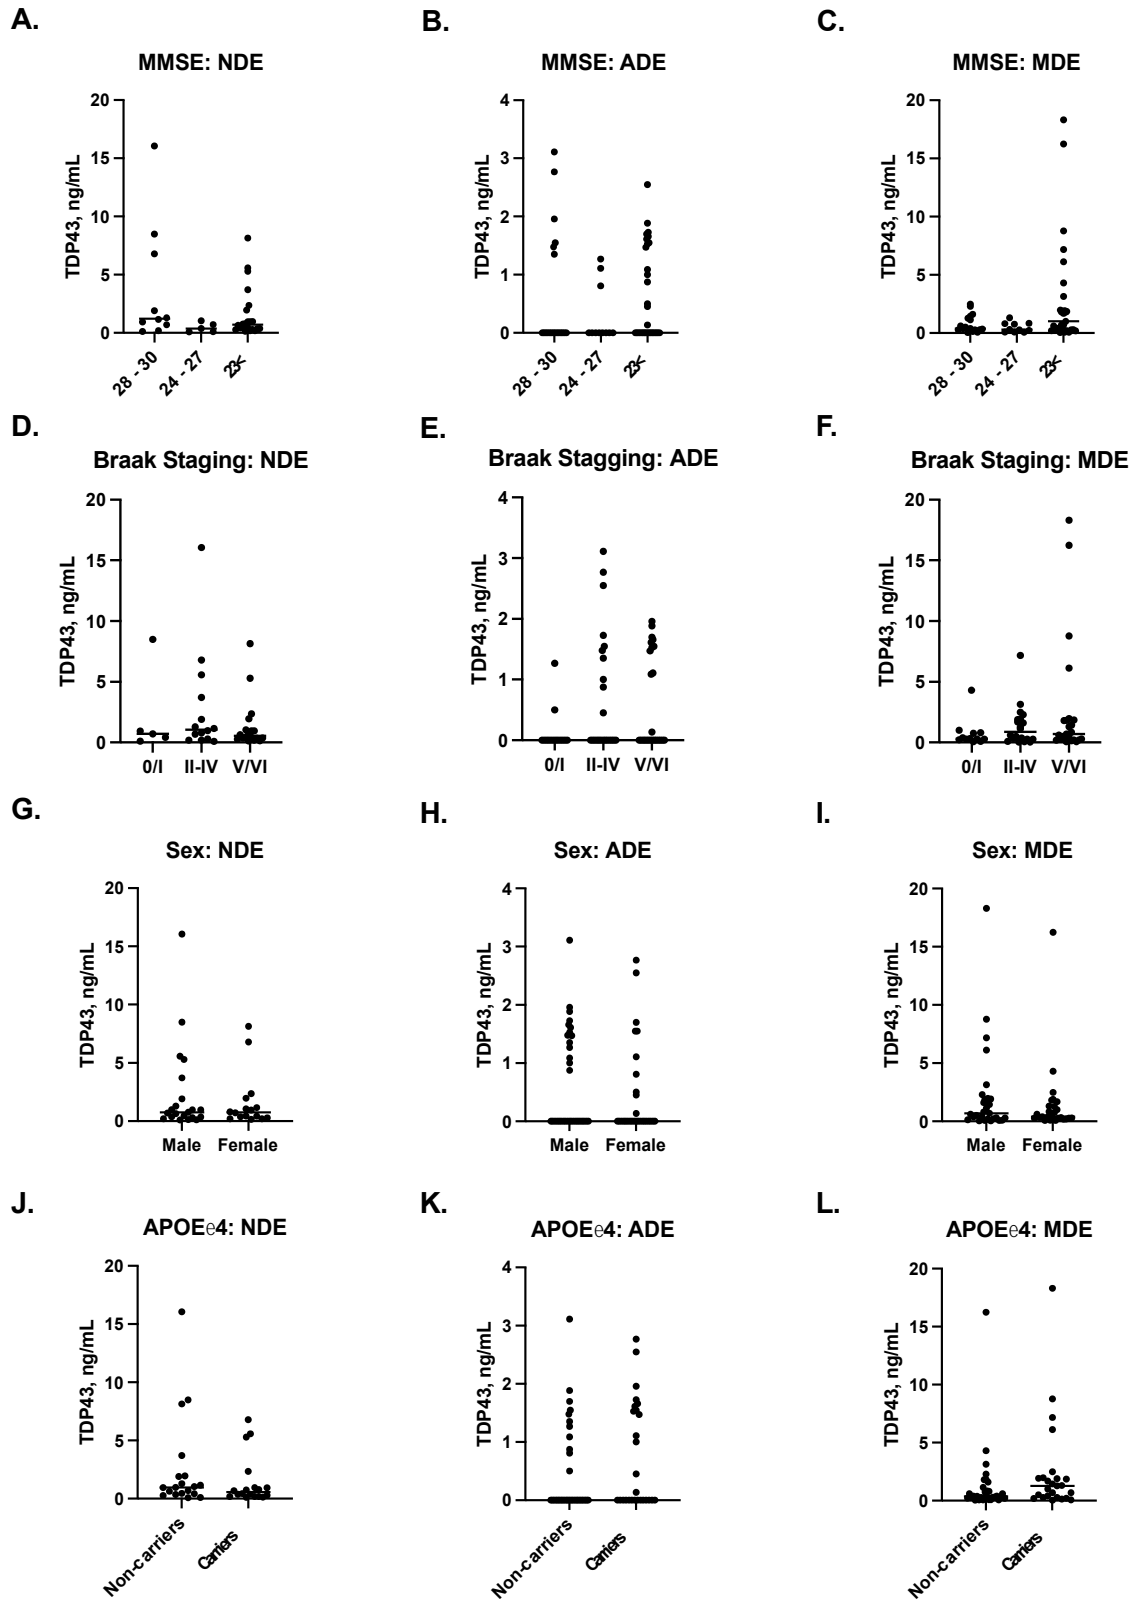 A.
B.
C.
MMSE: NDE
MMSE: ADE
MMSE: MDE
TDP43, ng/mL
20
15
10
5
0
28 - 30
24 - 27
23<
TDP43, ng/mL
4
3
2
1
0
28 - 30
24 - 27
23<
TDP43, ng/mL
20
15
10
5
0
28 - 30
24 - 27
23<
D.
E.
F.
Braak Staging: NDE
Braak Stagging: ADE
Braak Staging: MDE
TDP43, ng/mL
20
15
10
5
0
0/I
II-IV
V/VI
TDP43, ng/mL
4
3
2
1
0
0/I
II-IV
V/VI
TDP43, ng/mL
20
15
10
5
0
0/I
II-IV
V/VI
G.
H.
I.
Sex: NDE
Sex: ADE
Sex: MDE
TDP43, ng/mL
20
15
10
5
0
Male
Female
TDP43, ng/mL
4
3
2
1
0
Male
Female
TDP43, ng/mL
20
15
10
5
0
Male
Female
J.
K.
L.
APOEe4: NDE
APOEe4: ADE
APOEe4: MDE
TDP43, ng/mL
20
15
10
5
0
Non-carriers
Carriers
TDP43, ng/mL
4
3
2
1
0
Non-carriers
Carriers
TDP43, ng/mL
20
15
10
5
0
Non-carriers
Carriers